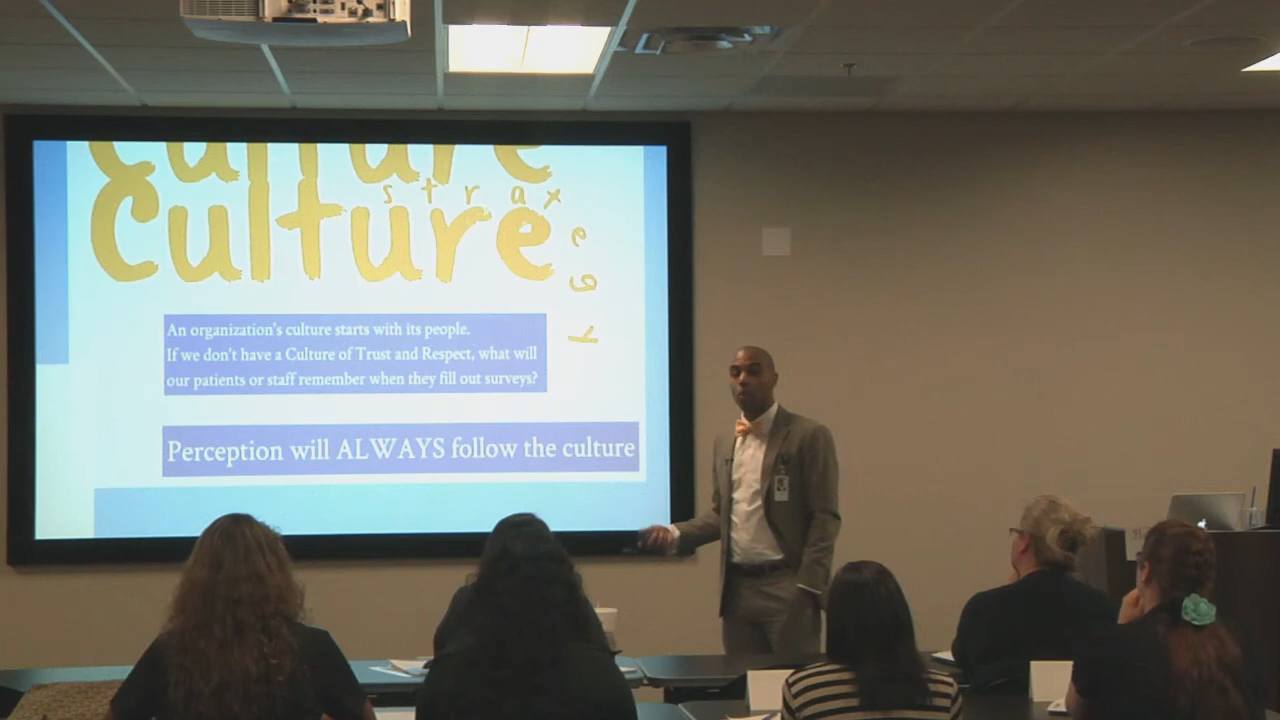 Culture
strategy
Culture
An organization's culture starts with its people.
If we don't have a Culture of Trust and Respect, what will
our patients or staff remember when they fill out surveys?
Perception will ALWAYS follow the culture